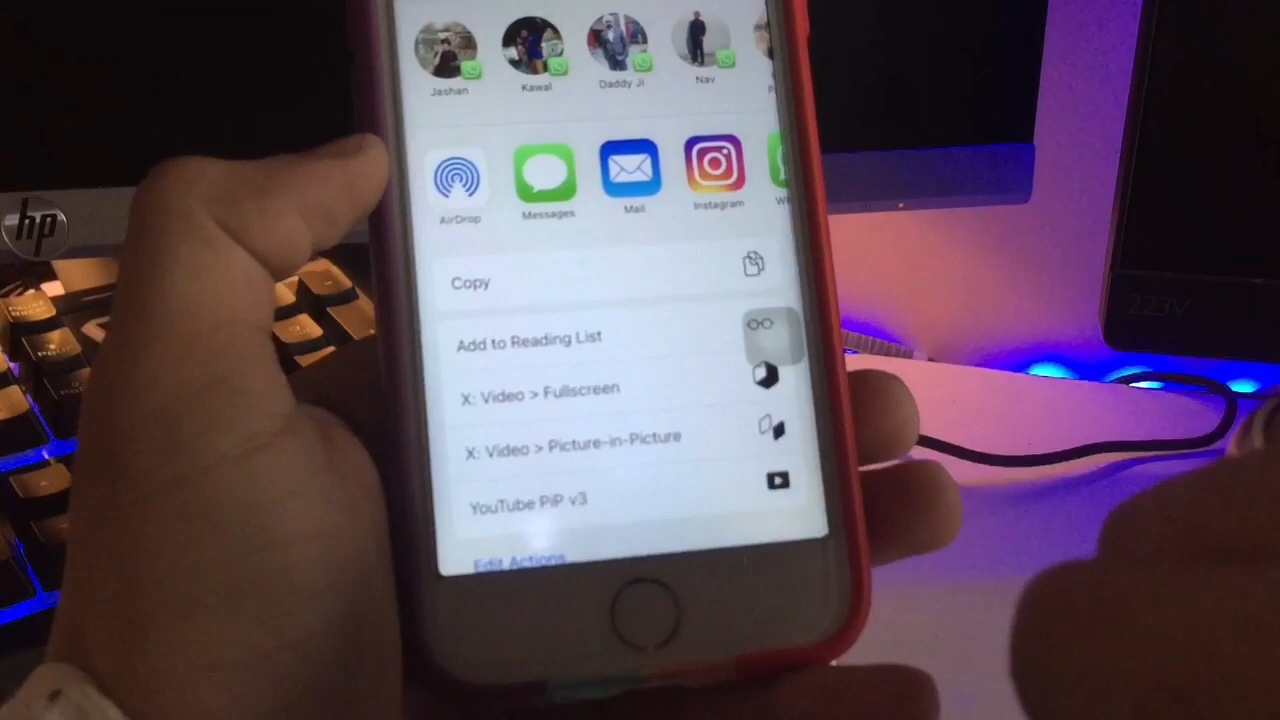 Jashan Kawal Daddy Ji Nav
AirDrop Messages Mail Instagram
Copy
Add to Reading List
X: Video > Fullscreen
X: Video > Picture-in-Picture
YouTube PiP v3
Edit Actions
hp
223V